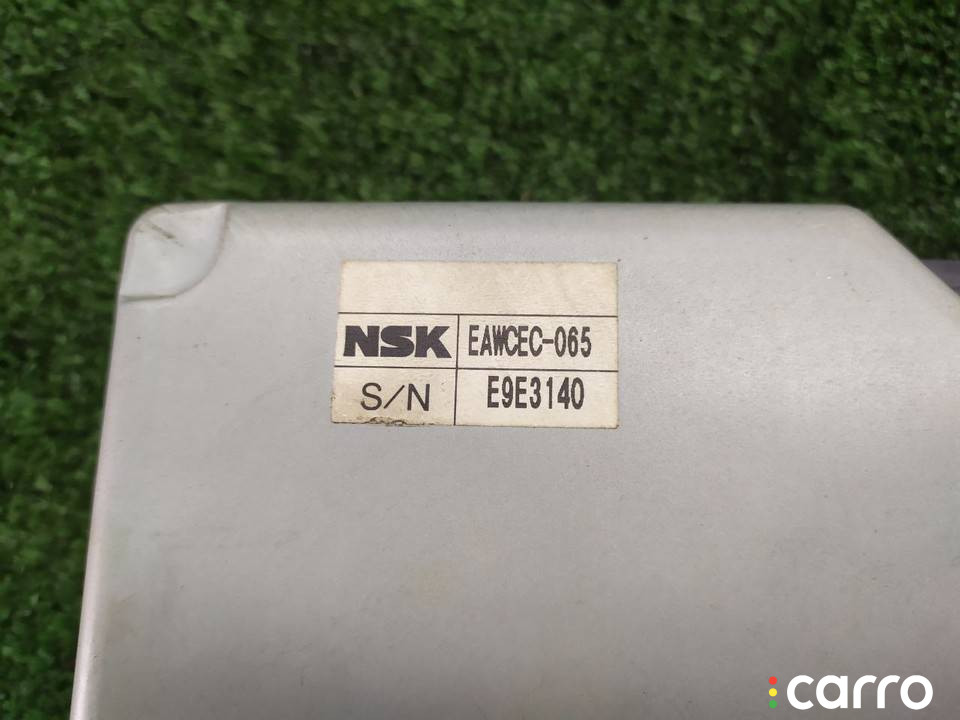 NSK EAWCEC-065
S/N E9E3140
carro